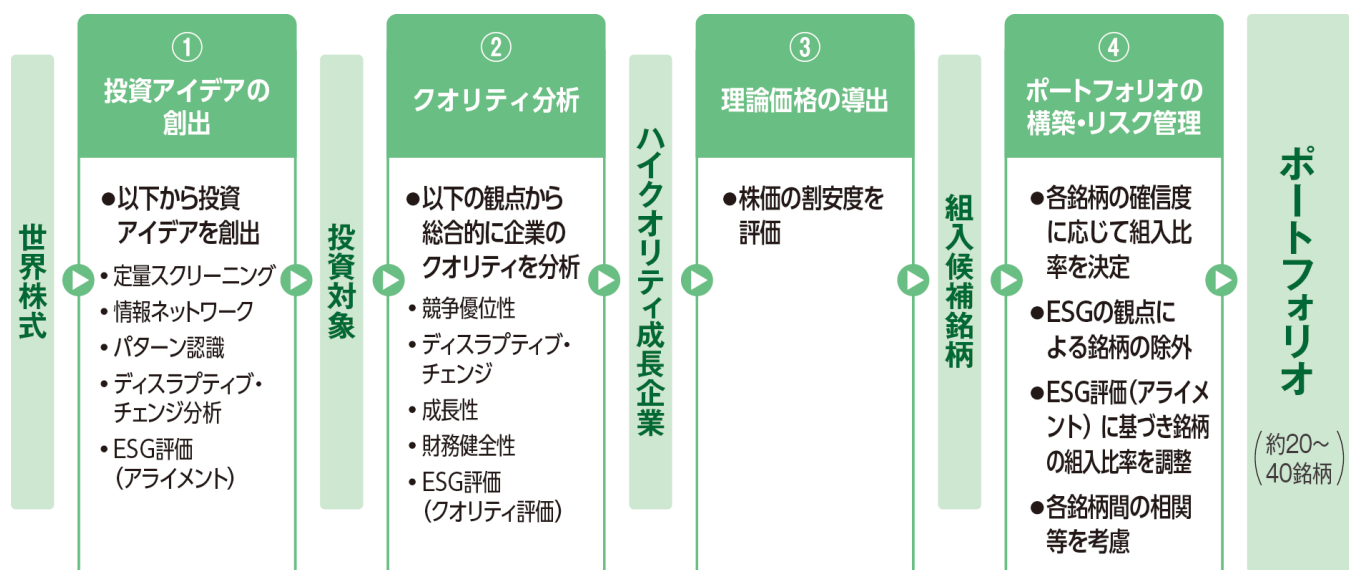 世界株式
①
投資アイデアの
創出
●以下から投資
アイデアを創出
・定量スクリーニング
・情報ネットワーク
・パターン認識
・ディスラプティブ・
チェンジ分析
・ESG評価
（アライメント）
投資対象
②
クオリティ分析
●以下の観点から
総合的に企業の
クオリティを分析
・競争優位性
・ディスラプティブ・
チェンジ
・成長性
・財務健全性
・ESG評価
（クオリティ評価）
ハイクオリティ成長企業
③
理論価格の導出
●株価の割安度を
評価
組入候補銘柄
④
ポートフォリオの
構築・リスク管理
●各銘柄の確信度
に応じて組入比
率を決定
●ESGの観点に
よる銘柄の除外
●ESG評価（アライメ
ント）に基づき銘柄
の組入比率を調整
●各銘柄間の相関
等を考慮
ポートフォリオ
（約20～
40銘柄）